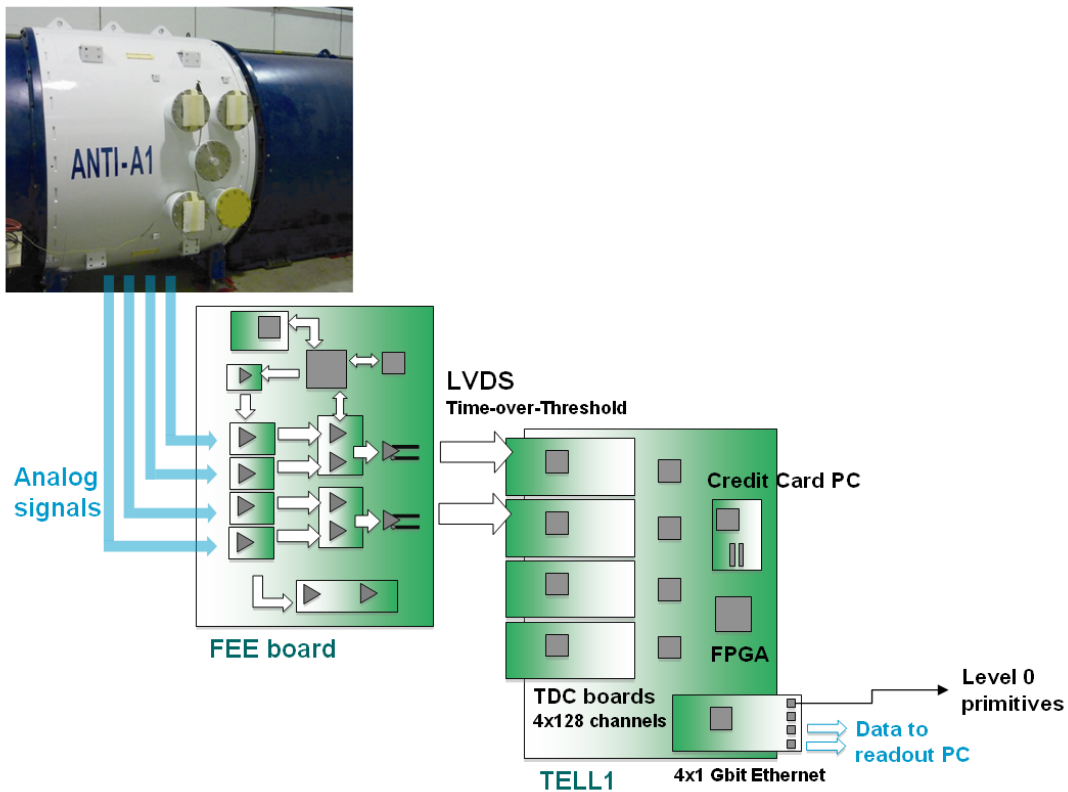 ANTI-A1
LVDS
Time-over-Threshold
Analog
signals
Credit Card PC
FEE board
FPGA
TDC boards
4x128 channels
Level 0
primitives
Data to
readout PC
4x1 Gbit Ethernet
TELL1